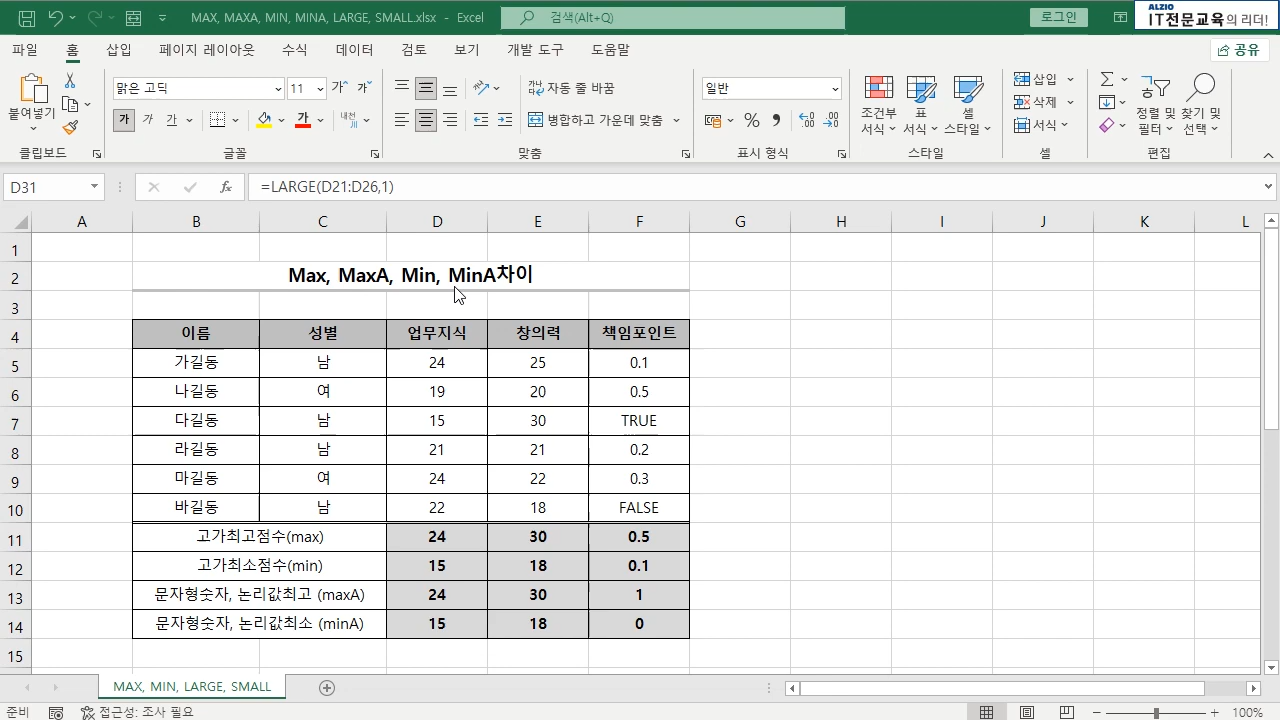 MAX, MAXA, MIN, MINA, LARGE, SMALL.xlsx - Excel
검색(Alt+Q)
로그인
ALZIO
IT전문교육의 리더!
파일 홈 삽입 페이지 레이아웃 수식 데이터 검토 보기 개발 도구 도움말
공유
붙여넣기
클립보드
맑은 고딕 11 가^ 가ˇ
가 가 가 가 내천
글꼴
자동 줄 바꿈
병합하고 가운데 맞춤
맞춤
일반
표시 형식
조건부 서식
표 서식
셀 스타일
스타일
삽입
삭제
서식
셀
정렬 및 필터
찾기 및 선택
편집
D31 fx =LARGE(D21:D26,1)
A B C D E F G H I J K L
1
2 Max, MaxA, Min, MinA차이
3
4 이름 성별 업무지식 창의력 책임포인트
5 가길동 남 24 25 0.1
6 나길동 여 19 20 0.5
7 다길동 남 15 30 TRUE
8 라길동 남 21 21 0.2
9 마길동 여 24 22 0.3
10 바길동 남 22 18 FALSE
11 고가최고점수(max) 24 30 0.5
12 고가최소점수(min) 15 18 0.1
13 문자형숫자, 논리값최고 (maxA) 24 30 1
14 문자형숫자, 논리값최소 (minA) 15 18 0
15
MAX, MIN, LARGE, SMALL
준비 접근성: 조사 필요 100%